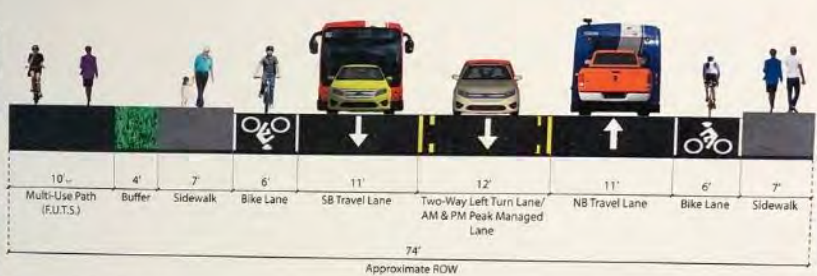 10'
4'
7'
6'
11'
12'
11'
6'
7'
Multi-Use Path
(F.U.T.S.)
Buffer
Sidewalk
Bike Lane
SB Travel Lane
Two-Way Left Turn Lane/
AM & PM Peak Managed
Lane
NB Travel Lane
Bike Lane
Sidewalk
74'
Approximate ROW